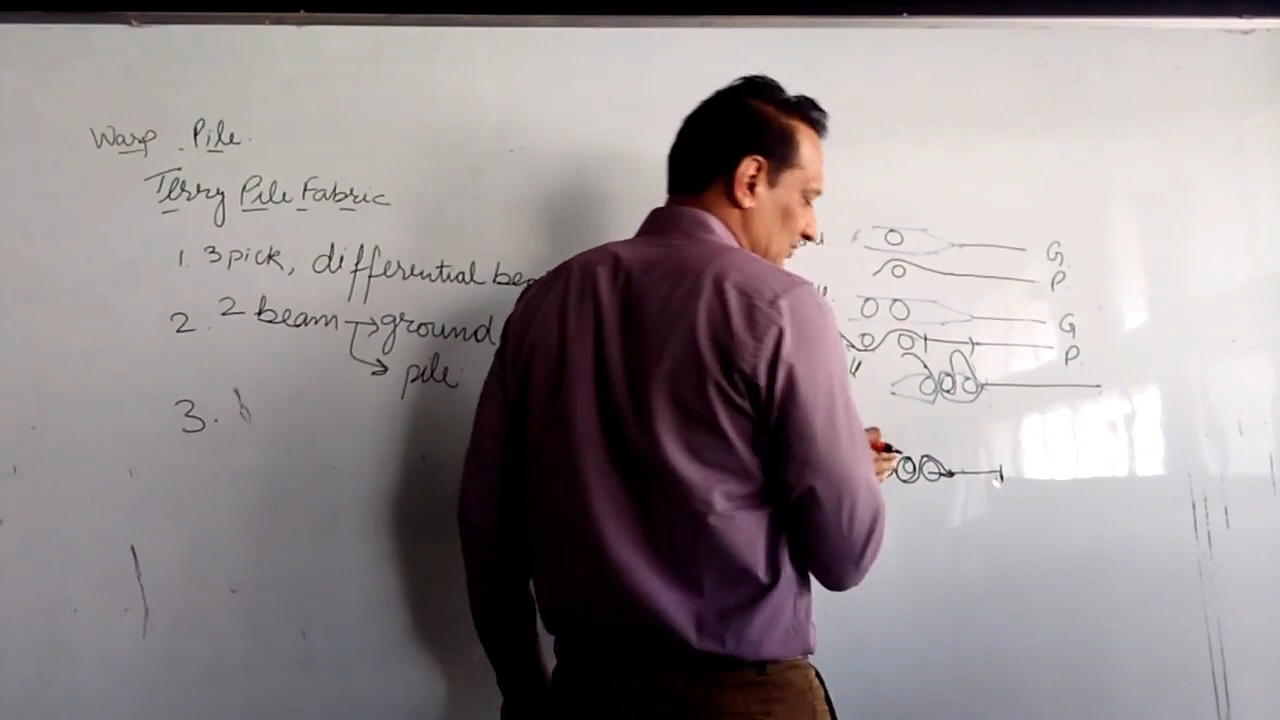 Warp Pile.
Terry Pile Fabric
1. 3 pick, differential
2. 2 beam → ground
pile
3.
G.
P.
G
P.